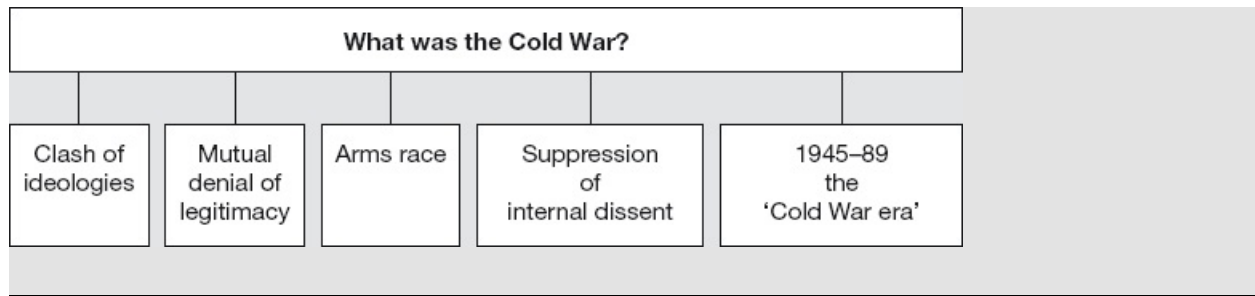 What was the Cold War?
Clash of
ideologies
Mutual
denial of
legitimacy
Arms race
Suppression
of
internal dissent
1945–89
the
‘Cold War era’